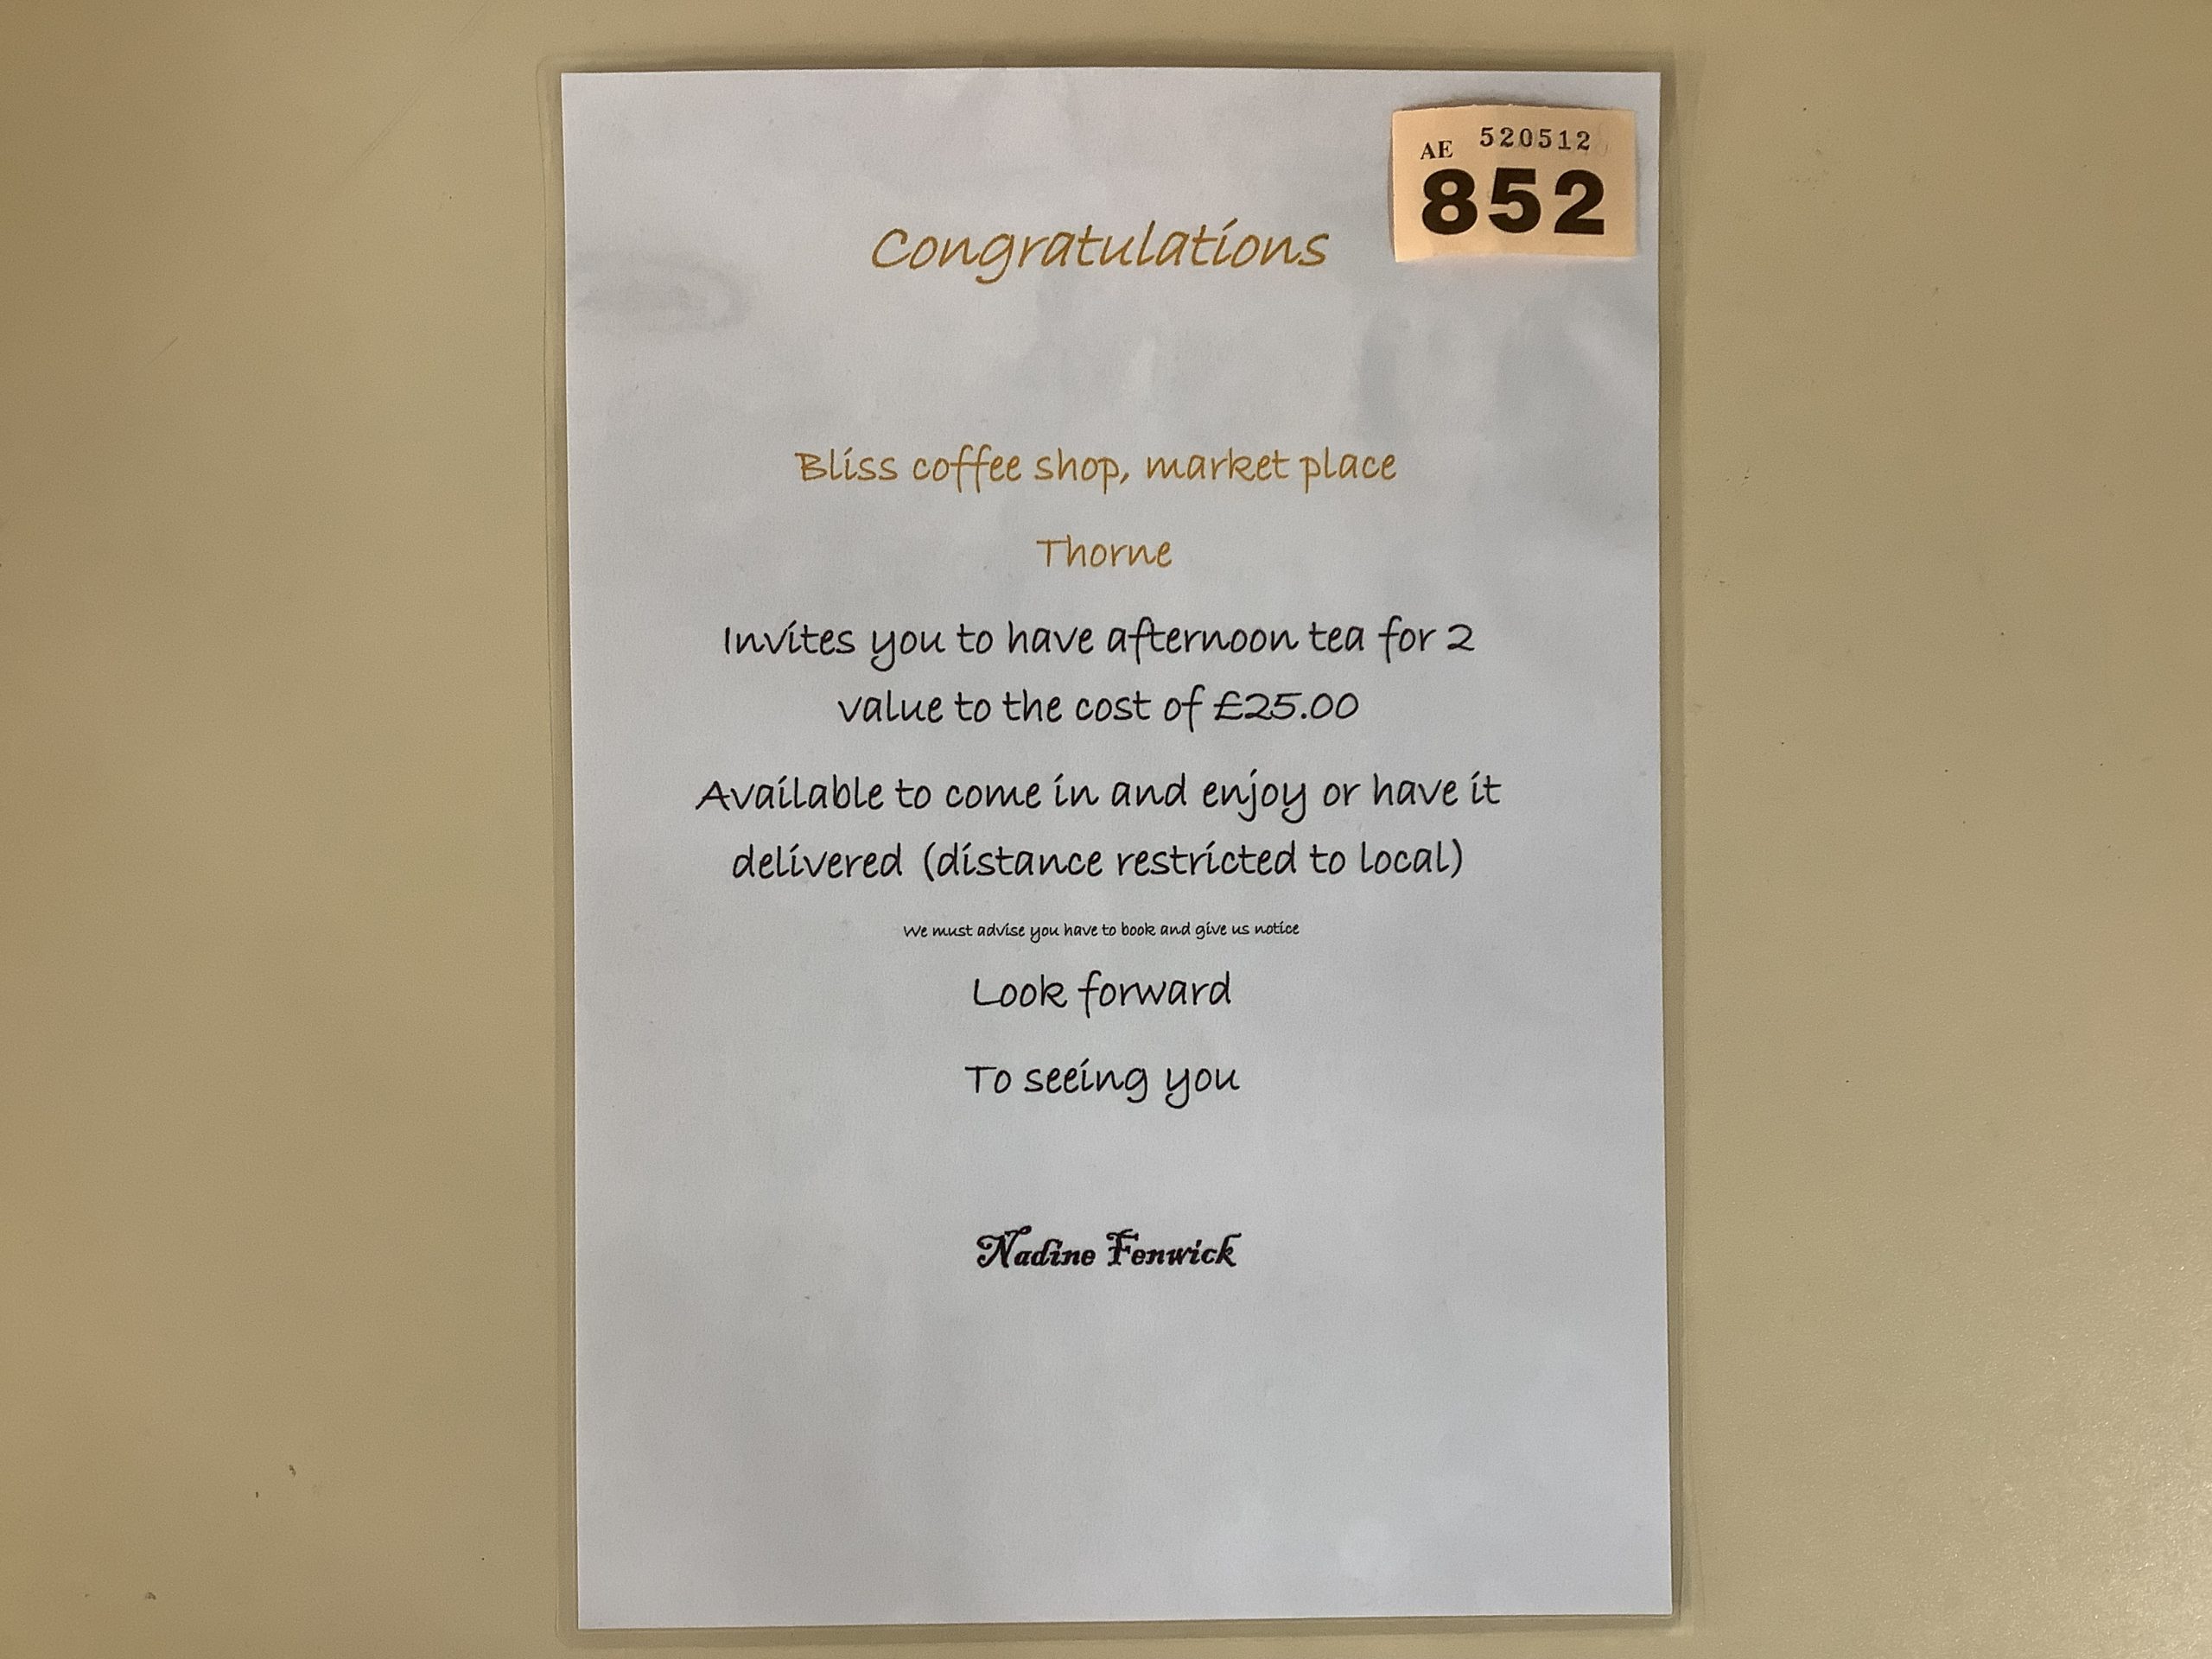 AE 520512
852
Congratulations
Bliss coffee shop, market place
Thorne
Invites you to have afternoon tea for 2
value to the cost of £25.00
Available to come in and enjoy or have it
delivered (distance restricted to local)
We must advise you have to book and give us notice
Look forward
To seeing you
Nadine Fenwick